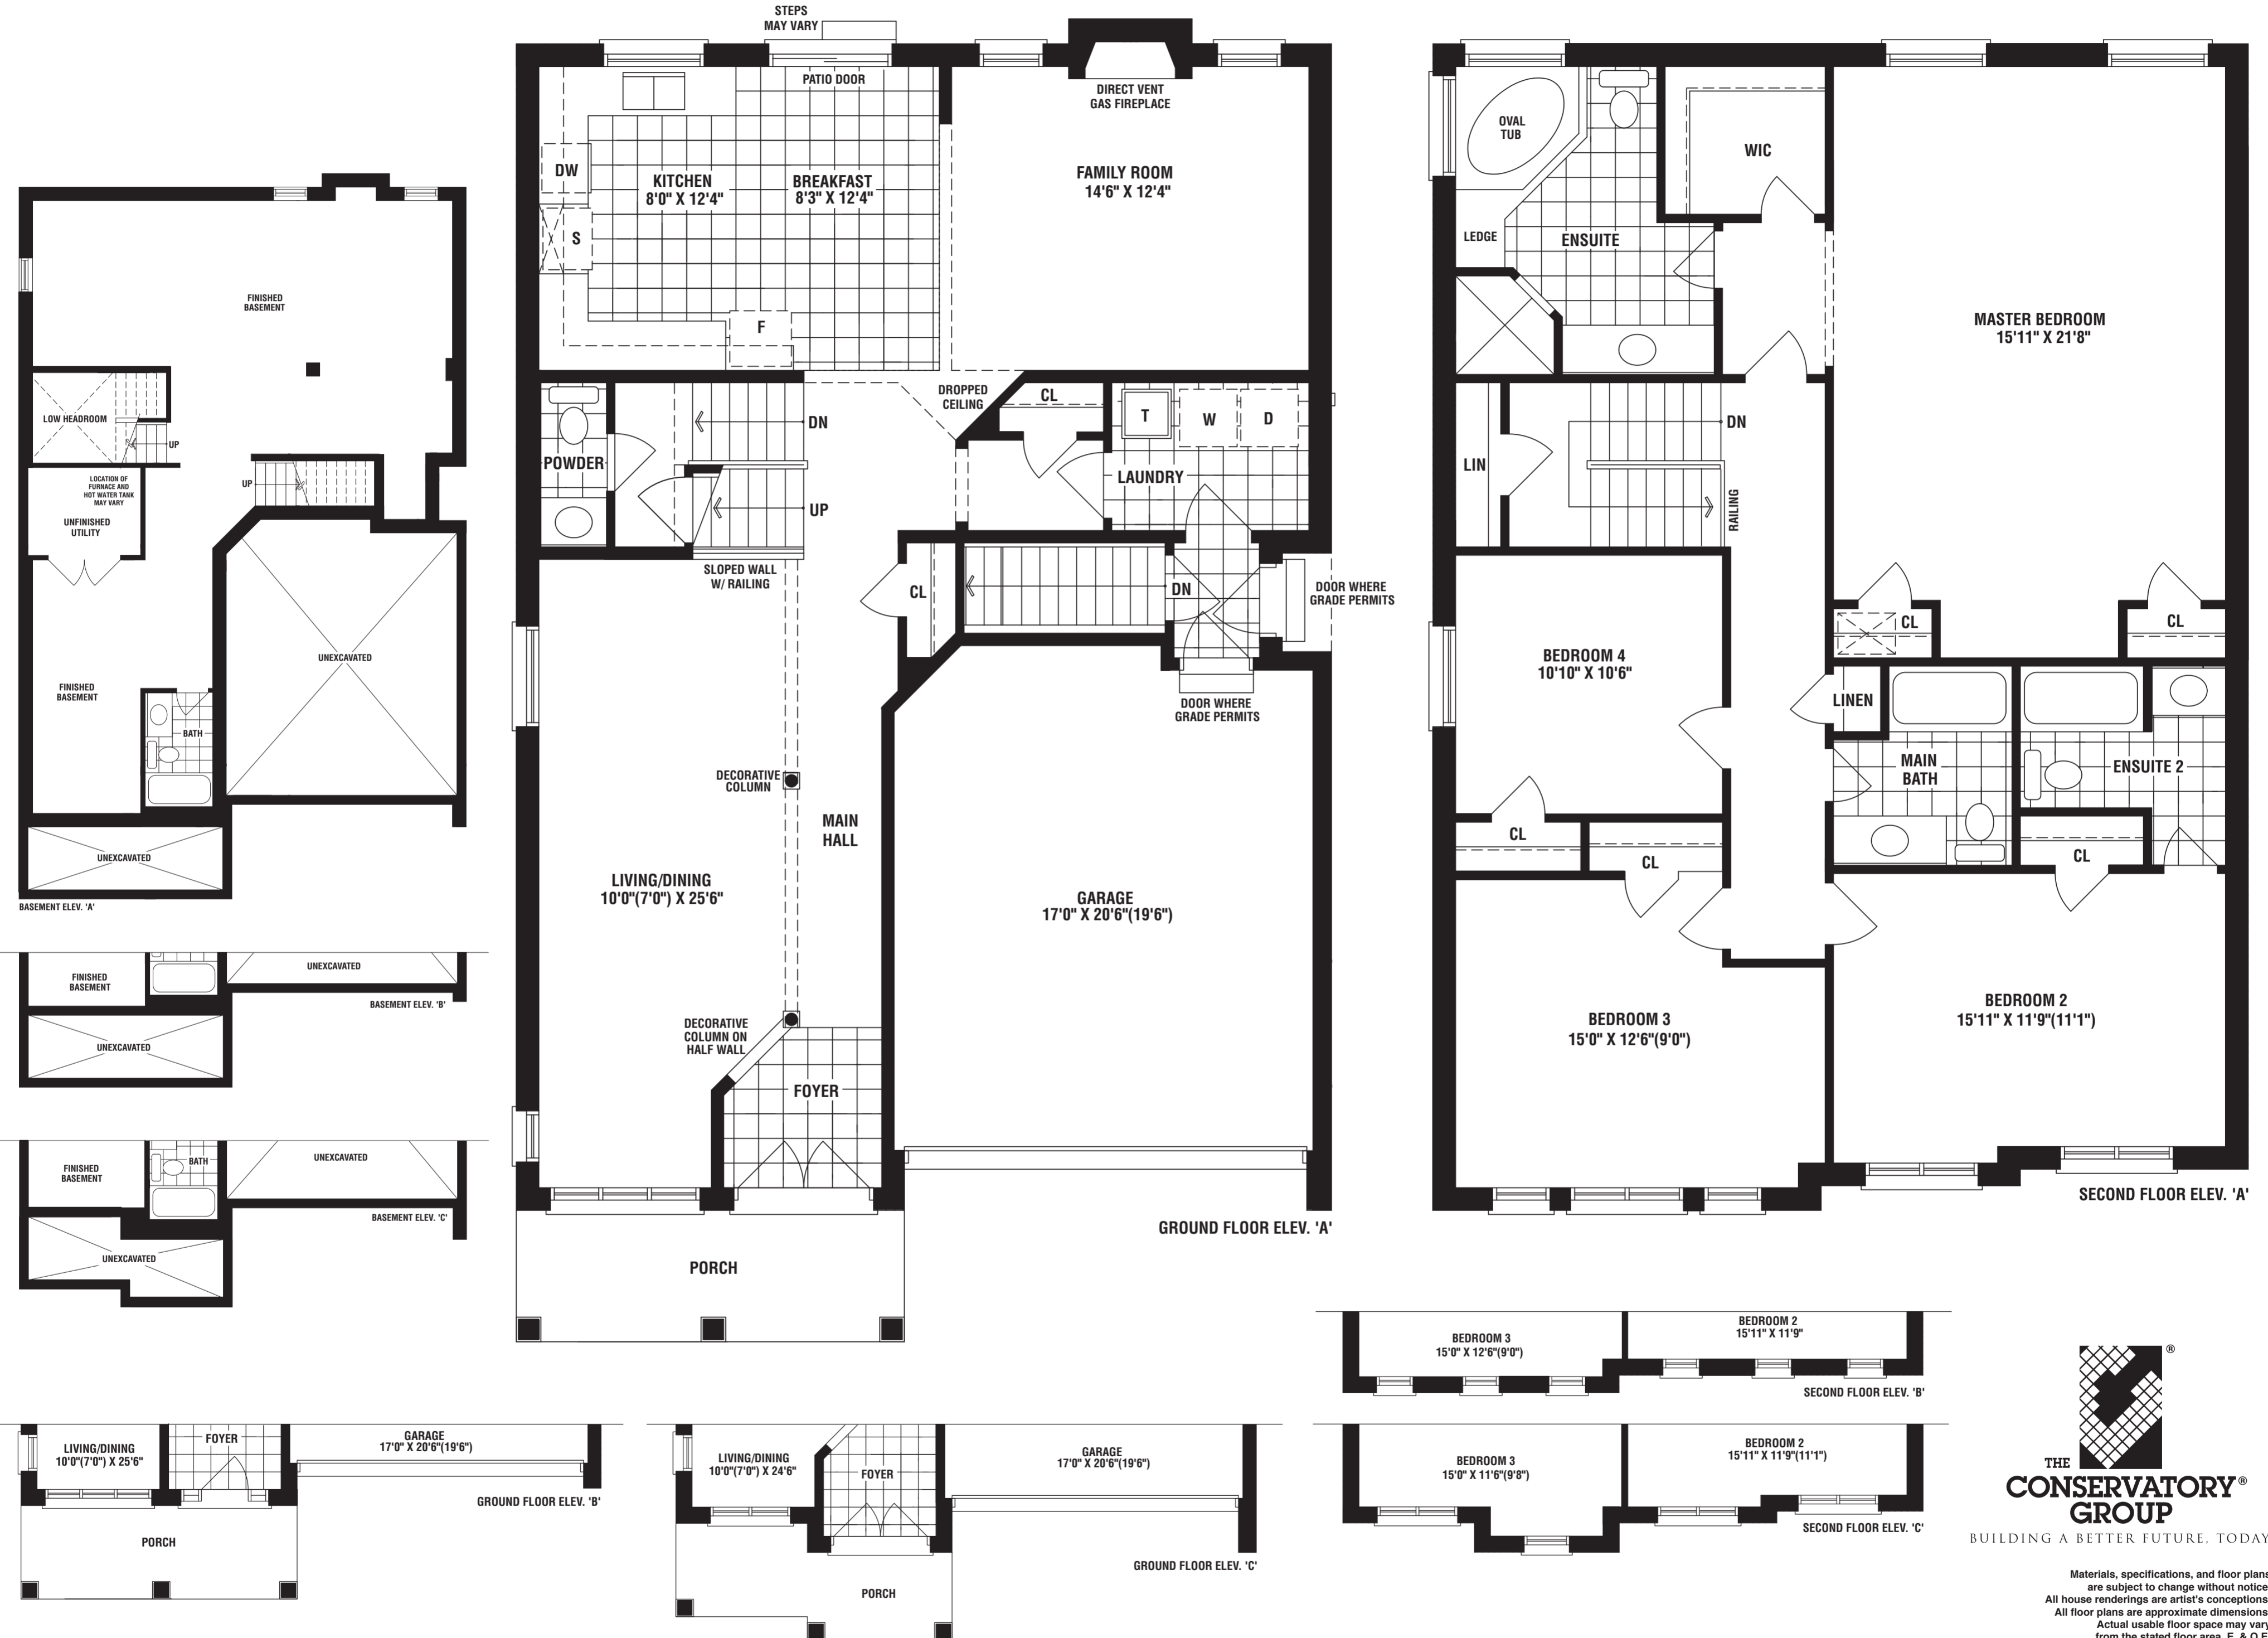 FINISHED
BASEMENT
LOW HEADROOM
UP
UP
LOCATION OF
FURNACE AND
HOT WATER TANK
MAY VARY
UNFINISHED
UTILITY
UNEXCAVATED
FINISHED
BASEMENT
BATH
UNEXCAVATED
BASEMENT ELEV. 'A'
FINISHED
BASEMENT
UNEXCAVATED
BASEMENT ELEV. 'B'
UNEXCAVATED
FINISHED
BASEMENT
BATH
UNEXCAVATED
BASEMENT ELEV. 'C'
UNEXCAVATED
STEPS
MAY VARY
PATIO DOOR
DIRECT VENT
GAS FIREPLACE
DW
KITCHEN
8'0" X 12'4"
BREAKFAST
8'3" X 12'4"
FAMILY ROOM
14'6" X 12'4"
S
F
DROPPED
CEILING
CL
T
W
D
DN
POWDER
LAUNDRY
UP
SLOPED WALL
W/ RAILING
CL
DN
DOOR WHERE
GRADE PERMITS
DOOR WHERE
GRADE PERMITS
DECORATIVE
COLUMN
MAIN
HALL
LIVING/DINING
10'0"(7'0") X 25'6"
GARAGE
17'0" X 20'6"(19'6")
DECORATIVE
COLUMN ON
HALF WALL
FOYER
GROUND FLOOR ELEV. 'A'
PORCH
OVAL
TUB
WIC
LEDGE
ENSUITE
MASTER BEDROOM
15'11" X 21'8"
DN
LIN
RAILING
CL
CL
BEDROOM 4
10'10" X 10'6"
LINEN
MAIN
BATH
ENSUITE 2
CL
CL
CL
BEDROOM 3
15'0" X 12'6"(9'0")
BEDROOM 2
15'11" X 11'9"(11'1")
SECOND FLOOR ELEV. 'A'
LIVING/DINING
10'0"(7'0") X 25'6"
FOYER
GARAGE
17'0" X 20'6"(19'6")
GROUND FLOOR ELEV. 'B'
PORCH
LIVING/DINING
10'0"(7'0") X 24'6"
FOYER
GARAGE
17'0" X 20'6"(19'6")
GROUND FLOOR ELEV. 'C'
PORCH
BEDROOM 3
15'0" X 12'6"(9'0")
BEDROOM 2
15'11" X 11'9"
SECOND FLOOR ELEV. 'B'
BEDROOM 3
15'0" X 11'6"(9'8")
BEDROOM 2
15'11" X 11'9"(11'1")
SECOND FLOOR ELEV. 'C'
®
THE
CONSERVATORY®
GROUP
BUILDING A BETTER FUTURE, TODAY
Materials, specifications, and floor plans
are subject to change without notice
All house renderings are artist's conceptions
All floor plans are approximate dimensions
Actual usable floor space may vary
from the stated floor area. E. & O.E